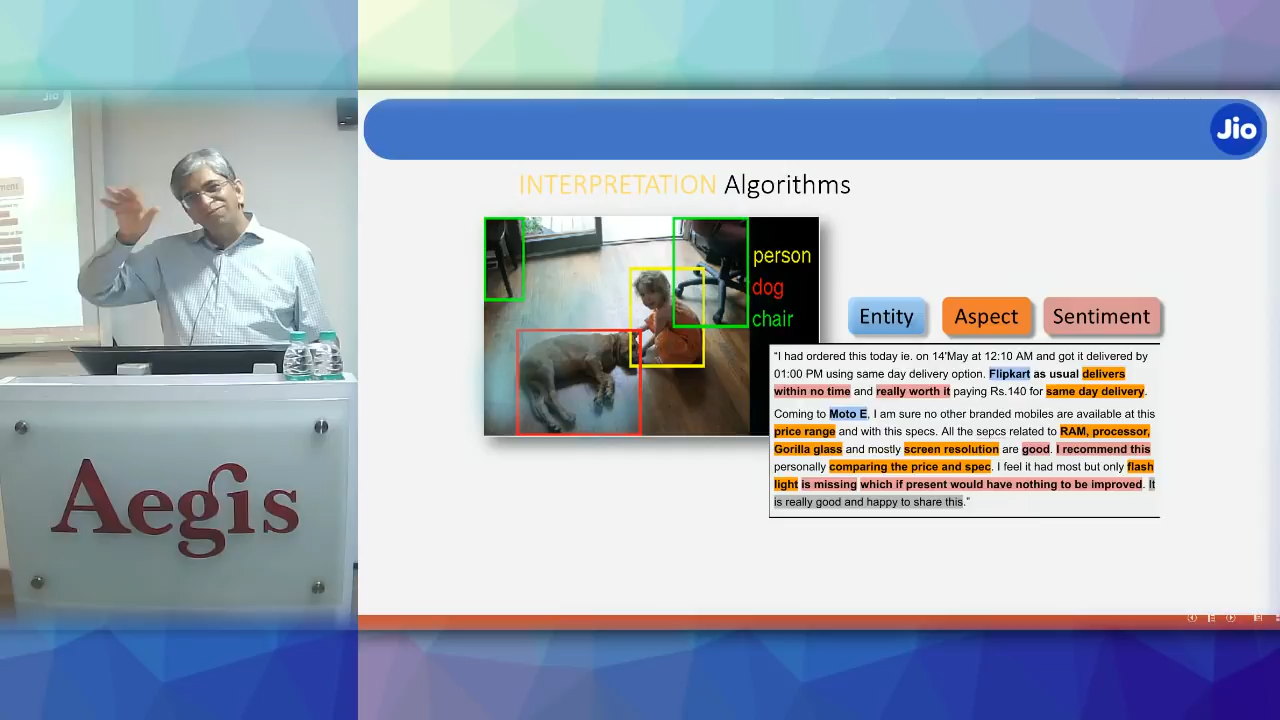 Jio
ment
Aegis
Jio
INTERPRETATION Algorithms
person
dog
chair
Entity Aspect Sentiment
"I had ordered this today ie. on 14'May at 12:10 AM and got it delivered by
01:00 PM using same day delivery option. Flipkart as usual delivers
within no time and really worth it paying Rs.140 for same day delivery.
Coming to Moto E, I am sure no other branded mobiles are available at this
price range and with this specs. All the sepcs related to RAM, processor,
Gorilla glass and mostly screen resolution are good. I recommend this
personally comparing the price and spec. I feel it had most but only flash
light is missing which if present would have nothing to be improved. It
is really good and happy to share this."